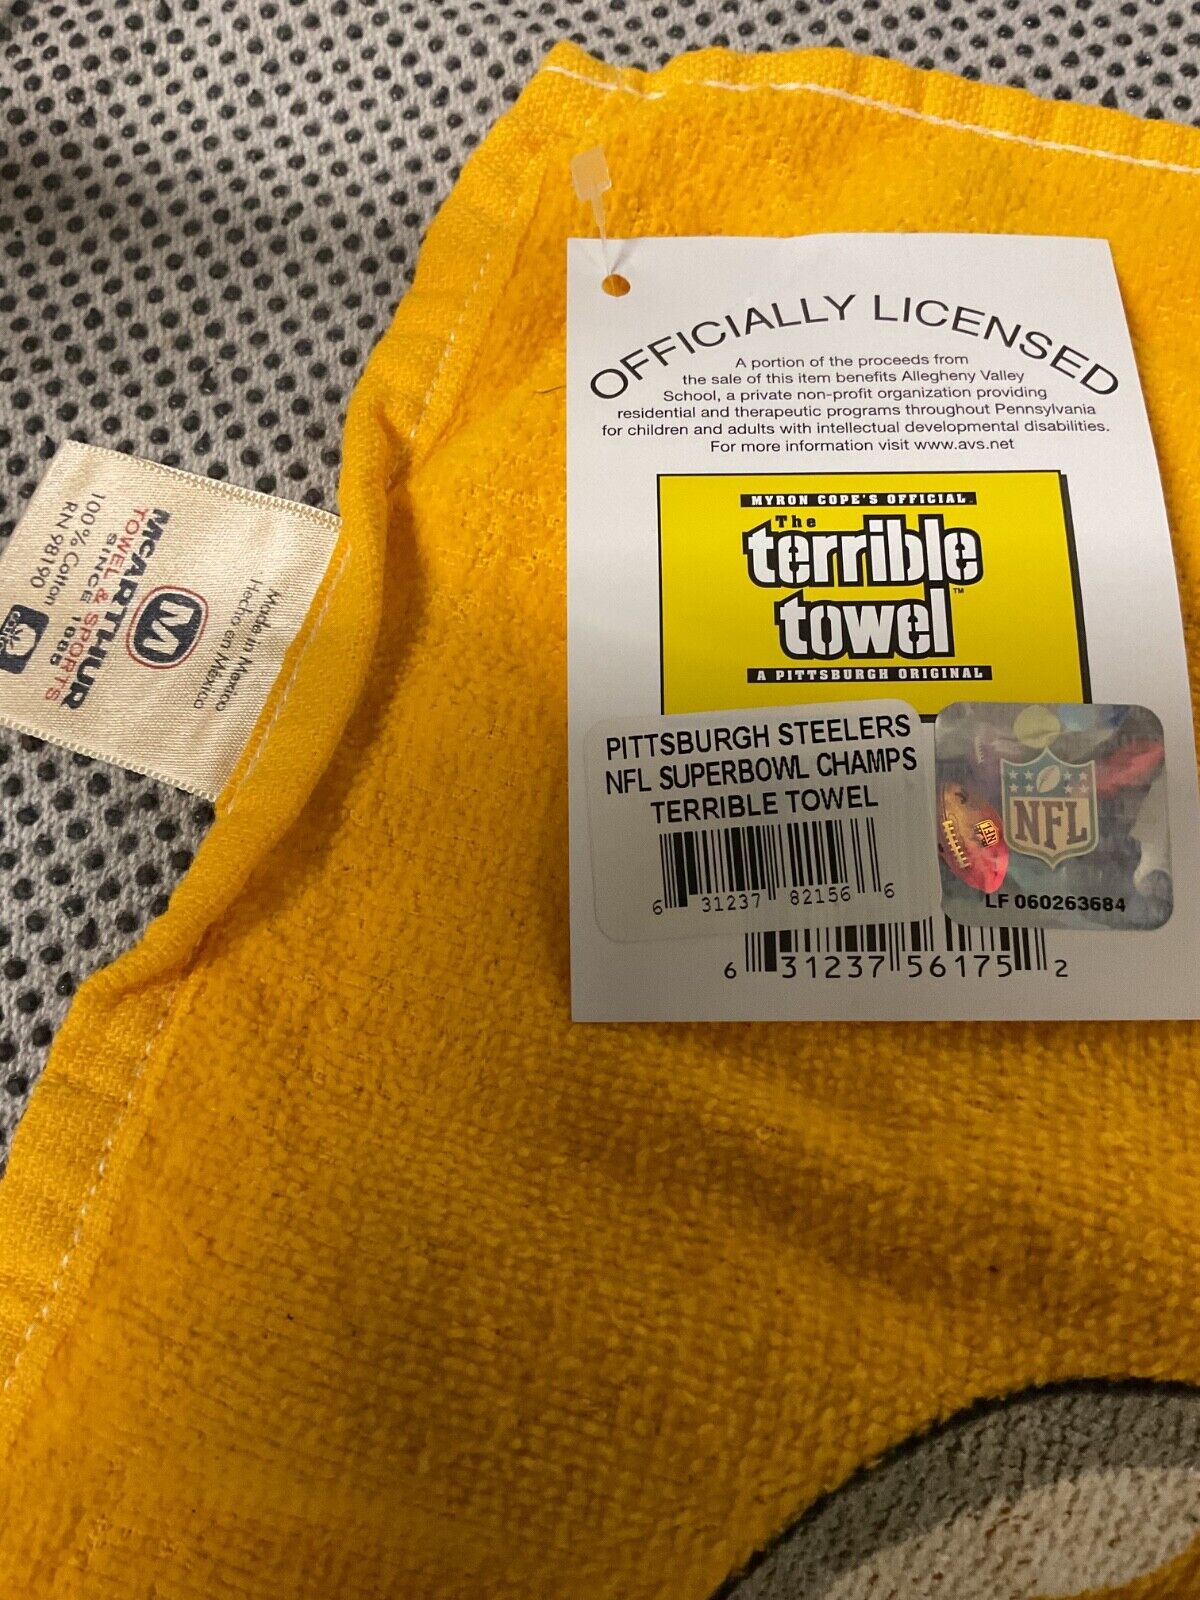 OFFICIALLY LICENSED
A portion of the proceeds from
the sale of this item benefits Allegheny Valley
School, a private non-profit organization providing
residential and therapeutic programs throughout Pennsylvania
for children and adults with intellectual developmental disabilities.
For more information visit www.avs.net
MYRON COPE'S OFFICIAL
The
terrible
towel™
A PITTSBURGH ORIGINAL
PITTSBURGH STEELERS
NFL SUPERBOWL CHAMPS
TERRIBLE TOWEL
6 31237 82156 6
NFL
LF 060263684
6 31237 56175 2
Made in Mexico
Hecho en México
M
MCARTHUR
TOWEL & SPORTS
SINCE 1885
100% Cotton
RN 98190